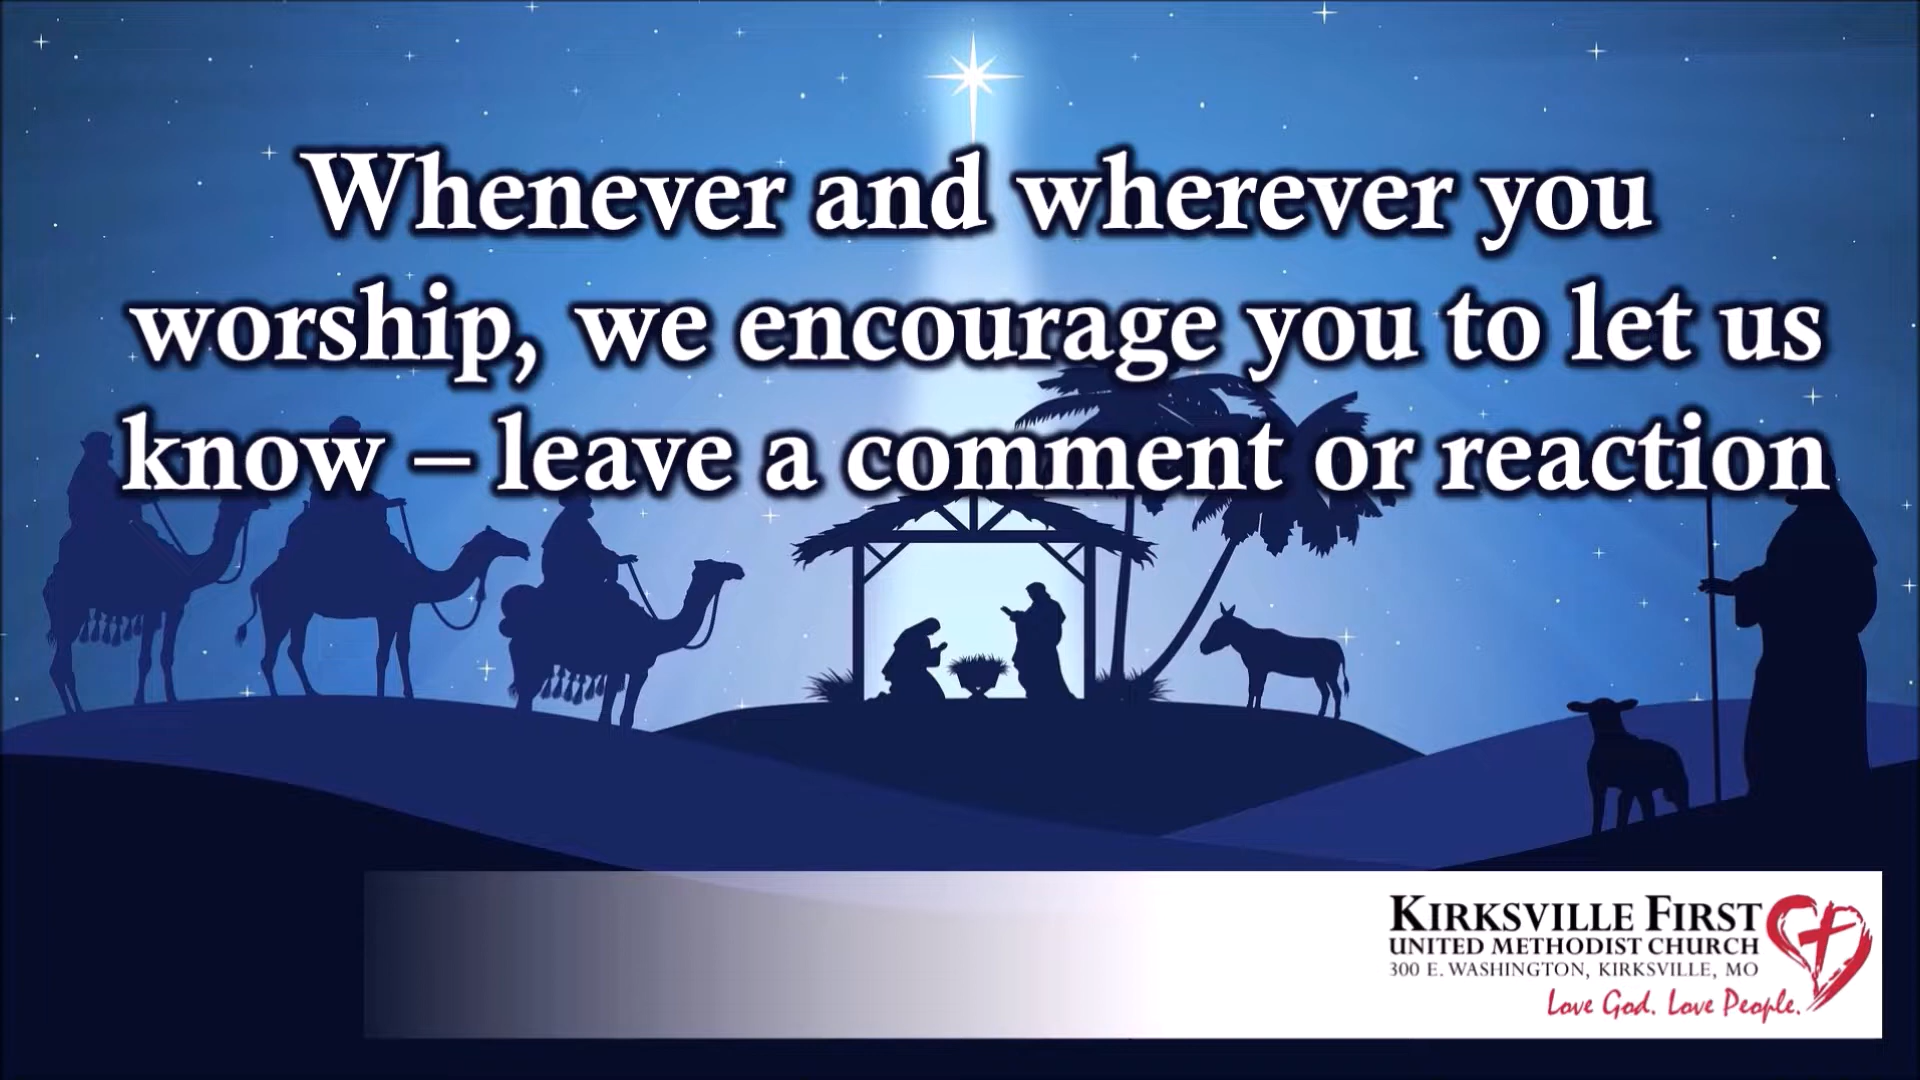 Whenever and wherever you
worship, we encourage you to let us
know – leave a comment or reaction
KIRKSVILLE FIRST
UNITED METHODIST CHURCH
300 E. WASHINGTON, KIRKSVILLE, MO
Love God. Love People.